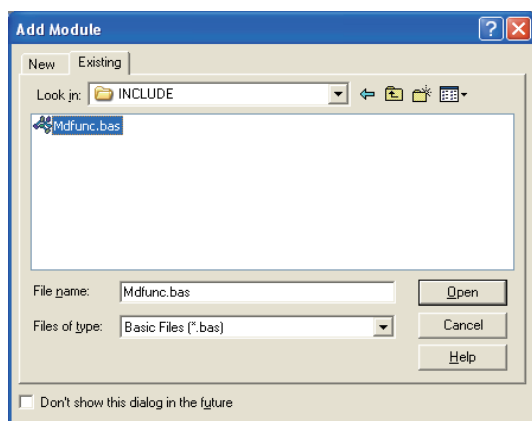 Add Module
New Existing
Look in: INCLUDE
Mdfunc.bas
File name: Mdfunc.bas Open
Files of type: Basic Files (*.bas) Cancel
Help
Don't show this dialog in the future